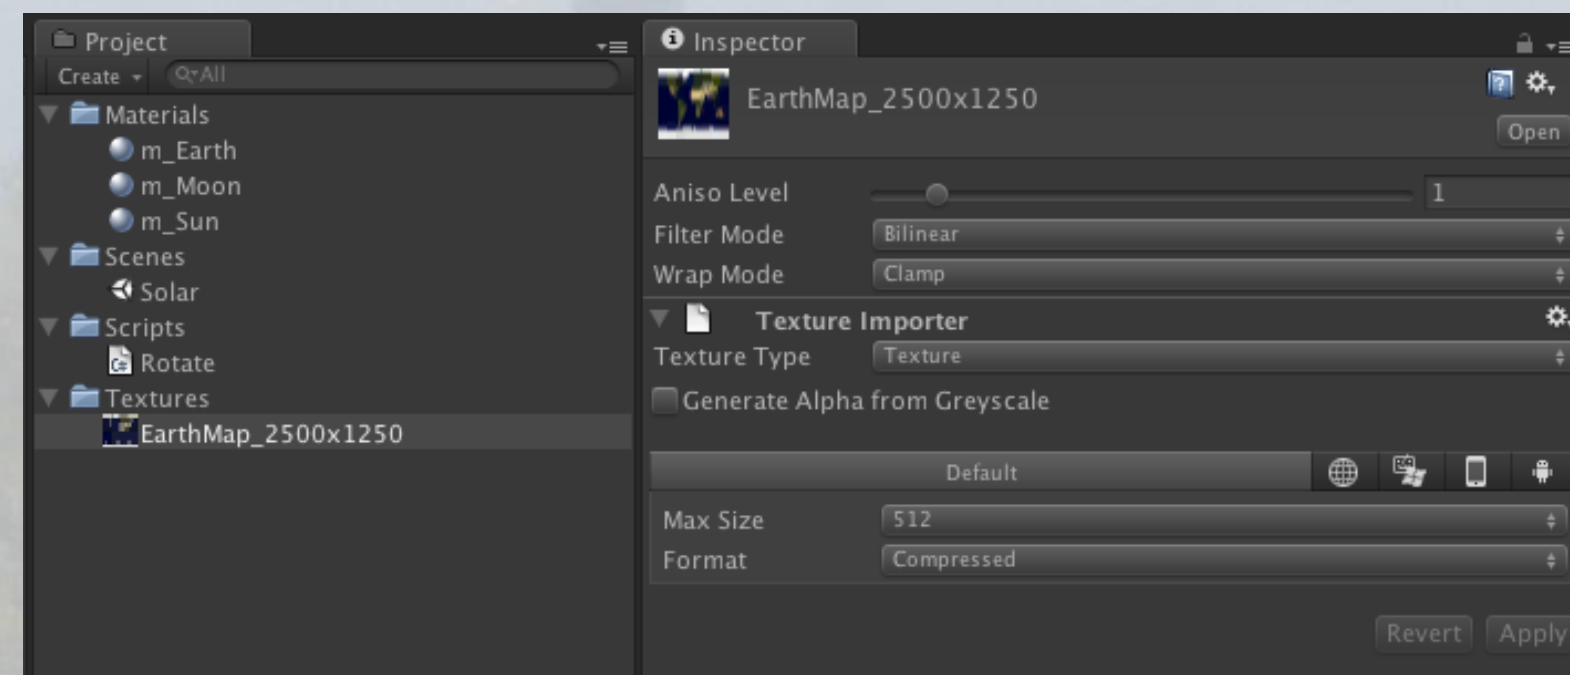 Project
Create
All
Materials
m_Earth
m_Moon
m_Sun
Scenes
Solar
Scripts
C#
Rotate
Textures
EarthMap_2500x1250
Inspector
EarthMap_2500x1250
Open
Aniso Level 1
Filter Mode Bilinear
Wrap Mode Clamp
Texture Importer
Texture Type Texture
Generate Alpha from Greyscale
Default
Max Size 512
Format Compressed
Revert Apply